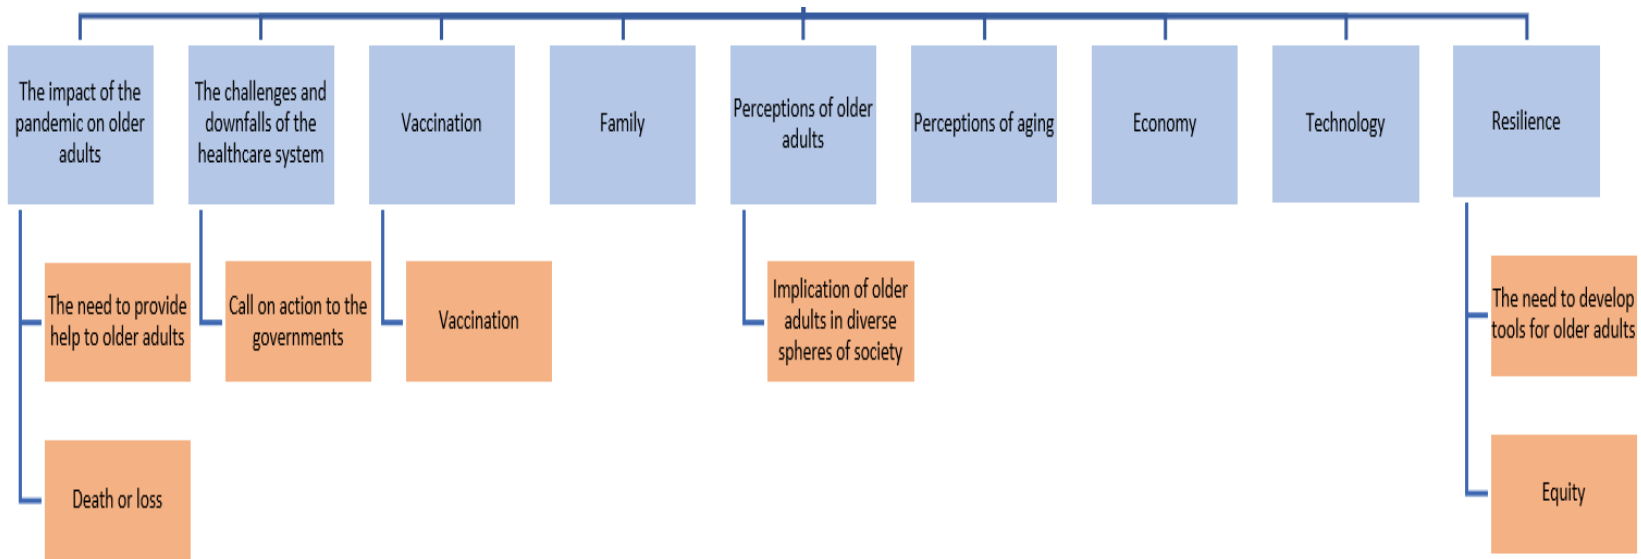 The impact of the
pandemic on older
adults
The challenges and
downfalls of the
healthcare system
Vaccination
Family
Perceptions of older
adults
Perceptions of aging
Economy
Technology
Resilience
The need to provide
help to older adults
Call on action to the
governments
Vaccination
Implication of older
adults in diverse
spheres of society
The need to develop
tools for older adults
Death or loss
Equity